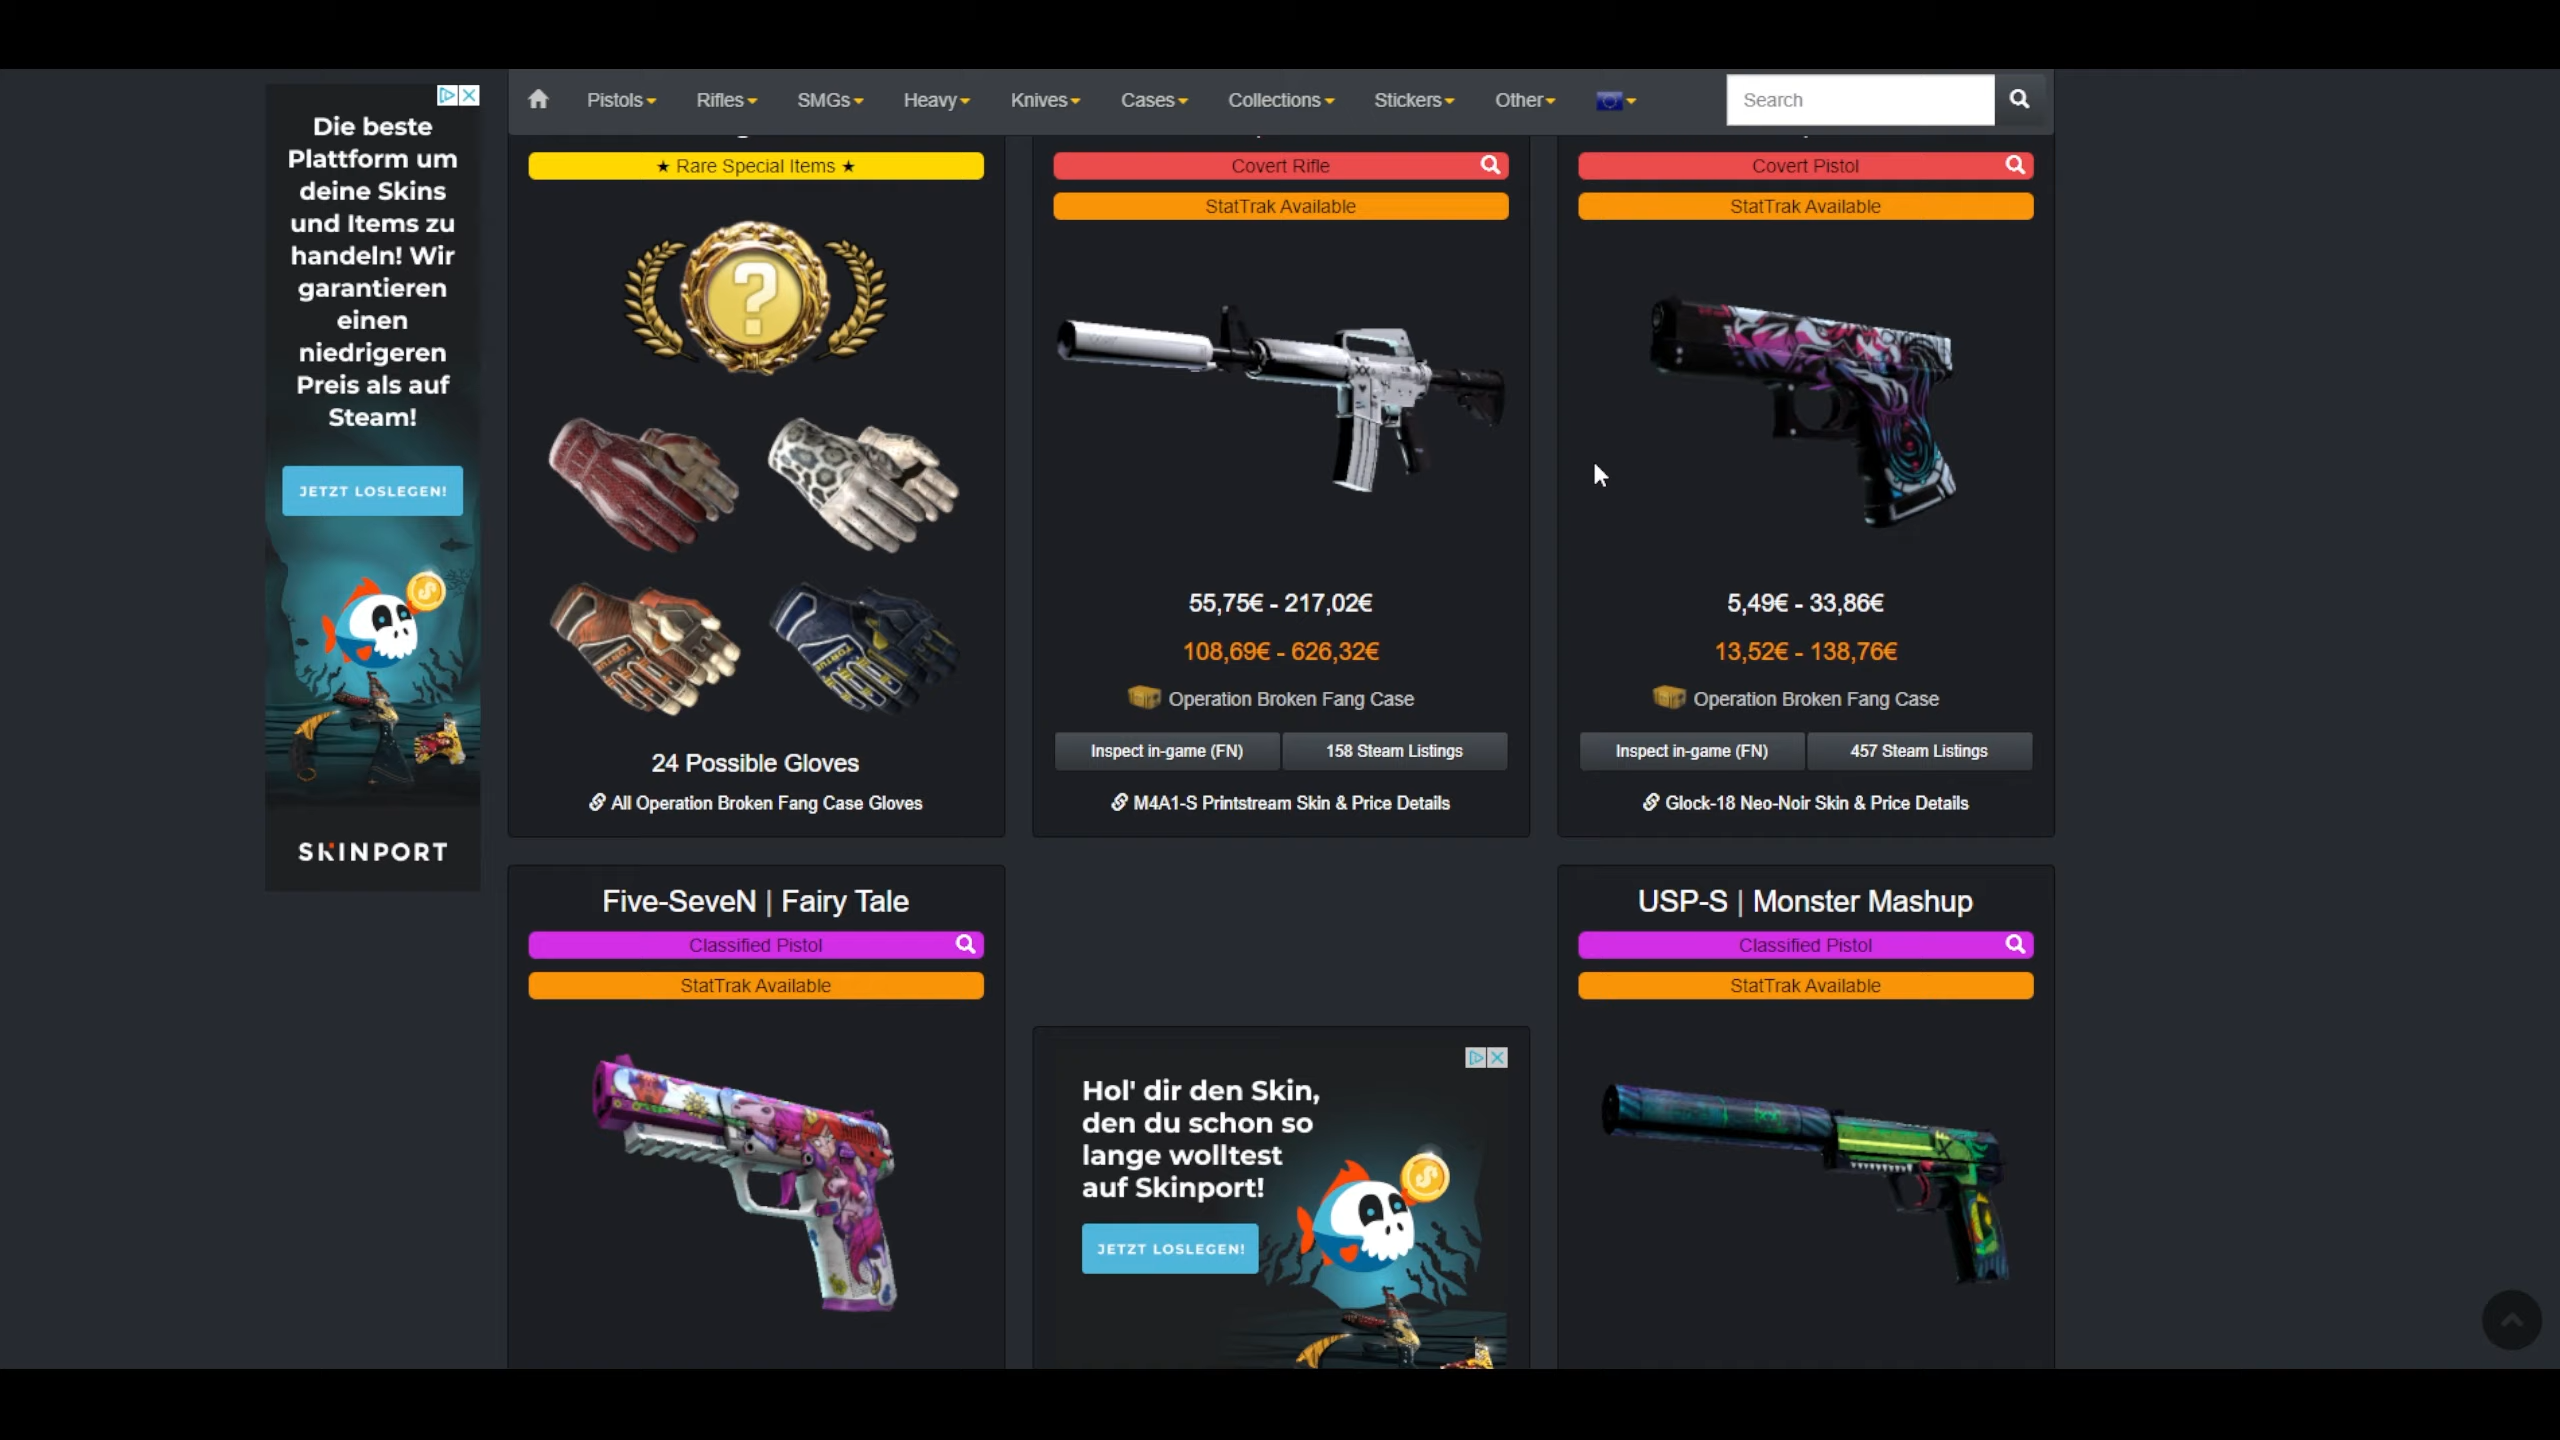 Die beste
Plattform um
deine Skins
und Items zu
handeln! Wir
garantieren
einen
niedrigeren
Preis als auf
Steam!
JETZT LOSLEGEN!
SKINPORT
Pistols
Rifles
SMGs
Heavy
Knives
Cases
Collections
Stickers
Other
Search
★ Rare Special Items ★
24 Possible Gloves
All Operation Broken Fang Case Gloves
Covert Rifle
StatTrak Available
55,75€ - 217,02€
108,69€ - 626,32€
Operation Broken Fang Case
Inspect in-game (FN)
158 Steam Listings
M4A1-S Printstream Skin & Price Details
Covert Pistol
StatTrak Available
5,49€ - 33,86€
13,52€ - 138,76€
Operation Broken Fang Case
Inspect in-game (FN)
457 Steam Listings
Glock-18 Neo-Noir Skin & Price Details
Five-SeveN | Fairy Tale
Classified Pistol
StatTrak Available
Hol' dir den Skin,
den du schon so
lange wolltest
auf Skinport!
JETZT LOSLEGEN!
USP-S | Monster Mashup
Classified Pistol
StatTrak Available